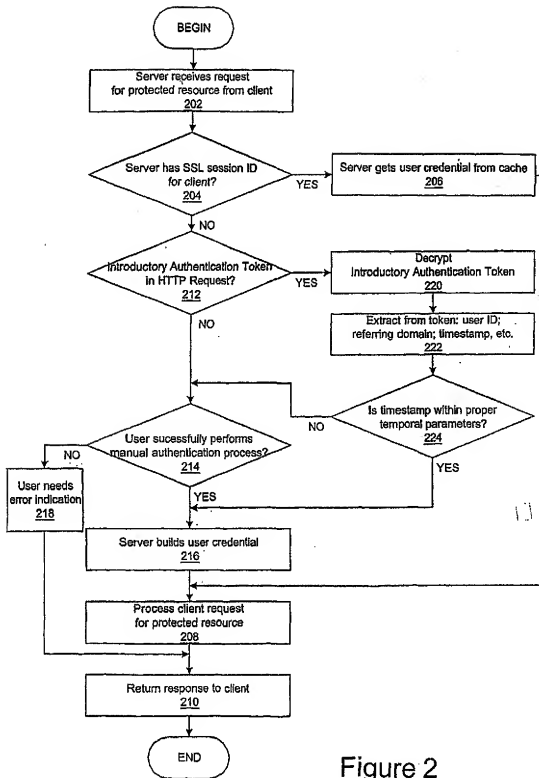 BEGIN
Server receives request
for protected resource from client
202
Server has SSL session ID
for client?
204
YES
Server gets user credential from cache
206
NO
Introductory Authentication Token
in HTTP Request?
212
YES
Decrypt
Introductory Authentication Token
220
NO
Extract from token: user ID;
referring domain; timestamp, etc.
222
Is timestamp within proper
temporal parameters?
224
NO
YES
User sucessfully performs
manual authentication process?
214
NO
YES
User needs
error indication
218
Server builds user credential
216
Process client request
for protected resource
208
Return response to client
210
END
Figure 2